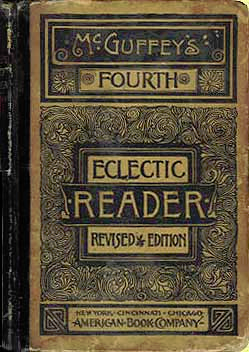 McGUFFEY'S
FOURTH
ECLECTIC
READER
REVISED EDITION
NEW YORK · CINCINNATI · CHICAGO
AMERICAN · BOOK · COMPANY